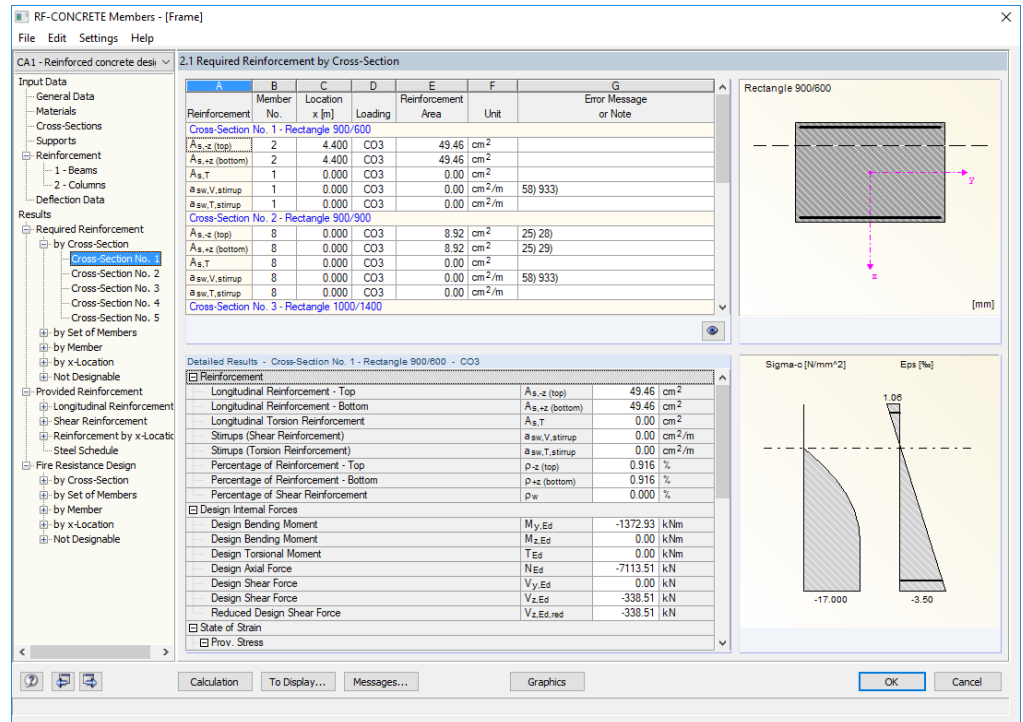 RF-CONCRETE Members - [Frame]
File Edit Settings Help
CA1 - Reinforced concrete desi
2.1 Required Reinforcement by Cross-Section
Input Data
General Data
Materials
Cross-Sections
Supports
Reinforcement
1 - Beams
2 - Columns
Deflection Data
Results
Required Reinforcement
by Cross-Section
Cross-Section No. 1
Cross-Section No. 2
Cross-Section No. 3
Cross-Section No. 4
Cross-Section No. 5
by Set of Members
by Member
by x-Location
Not Designable
Provided Reinforcement
Longitudinal Reinforcement
Shear Reinforcement
Reinforcement by x-Locatic
Steel Schedule
Fire Resistance Design
by Cross-Section
by Set of Members
by Member
by x-Location
Not Designable
A B C D E F G
Member Location Reinforcement Error Message
Reinforcement No. x [m] Loading Area Unit or Note
Cross-Section No. 1 - Rectangle 900/600
As,-z (top) 2 4.400 CO3 49.46 cm2
As,+z (bottom) 2 4.400 CO3 49.46 cm2
As,T 1 0.000 CO3 0.00 cm2
asw,V,stirrup 1 0.000 CO3 0.00 cm2/m 58) 933)
asw,T,stirrup 1 0.000 CO3 0.00 cm2/m
Cross-Section No. 2 - Rectangle 900/900
As,-z (top) 8 0.000 CO3 8.92 cm2 25) 28)
As,+z (bottom) 8 0.000 CO3 8.92 cm2 25) 29)
As,T 8 0.000 CO3 0.00 cm2
asw,V,stirrup 8 0.000 CO3 0.00 cm2/m 58) 933)
asw,T,stirrup 8 0.000 CO3 0.00 cm2/m
Cross-Section No. 3 - Rectangle 1000/1400
Rectangle 900/600
y
z
[mm]
Detailed Results - Cross-Section No. 1 - Rectangle 900/600 - CO3
Reinforcement
Longitudinal Reinforcement - Top As,-z (top) 49.46 cm2
Longitudinal Reinforcement - Bottom As,+z (bottom) 49.46 cm2
Longitudinal Torsion Reinforcement As,T 0.00 cm2
Stirrups (Shear Reinforcement) asw,V,stirrup 0.00 cm2/m
Stirrups (Torsion Reinforcement) asw,T,stirrup 0.00 cm2/m
Percentage of Reinforcement - Top ρ-z (top) 0.916 %
Percentage of Reinforcement - Bottom ρ+z (bottom) 0.916 %
Percentage of Shear Reinforcement ρw 0.000 %
Design Internal Forces
Design Bending Moment My,Ed -1372.93 kNm
Design Bending Moment Mz,Ed 0.00 kNm
Design Torsional Moment TEd 0.00 kNm
Design Axial Force NEd -7113.51 kN
Design Shear Force Vy,Ed 0.00 kN
Design Shear Force Vz,Ed -338.51 kN
Reduced Design Shear Force Vz,Ed,red -338.51 kN
State of Strain
Prov. Stress
Sigma-c [N/mm^2] Eps [‰]
1.06
-17.000 -3.50
Calculation To Display... Messages... Graphics OK Cancel